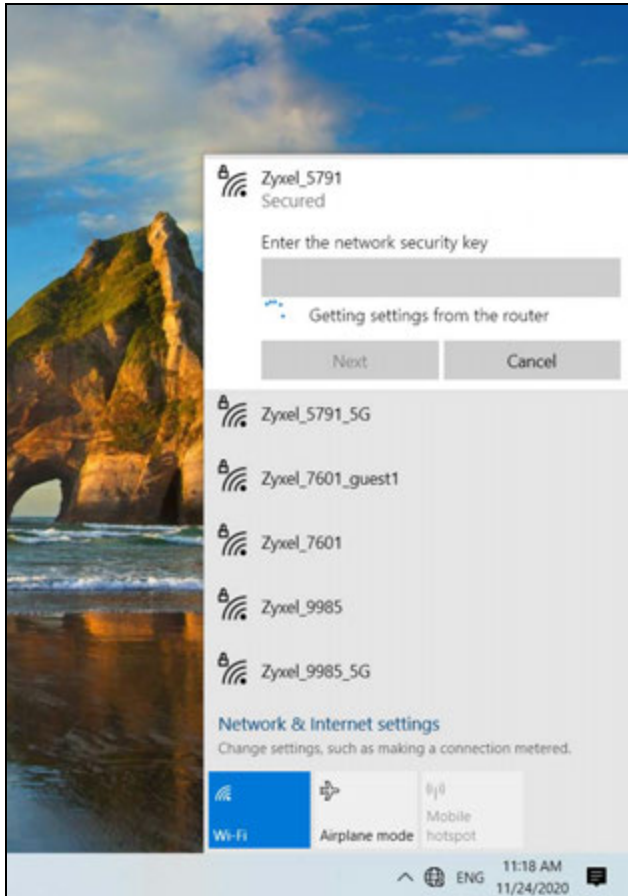 Zyxel_5791
Secured
Enter the network security key
Getting settings from the router
Next Cancel
Zyxel_5791_5G
Zyxel_7601_guest1
Zyxel_7601
Zyxel_9985
Zyxel_9985_5G
Network & Internet settings
Change settings, such as making a connection metered.
Wi-Fi
Airplane mode
Mobile
hotspot
ENG
11:18 AM
11/24/2020